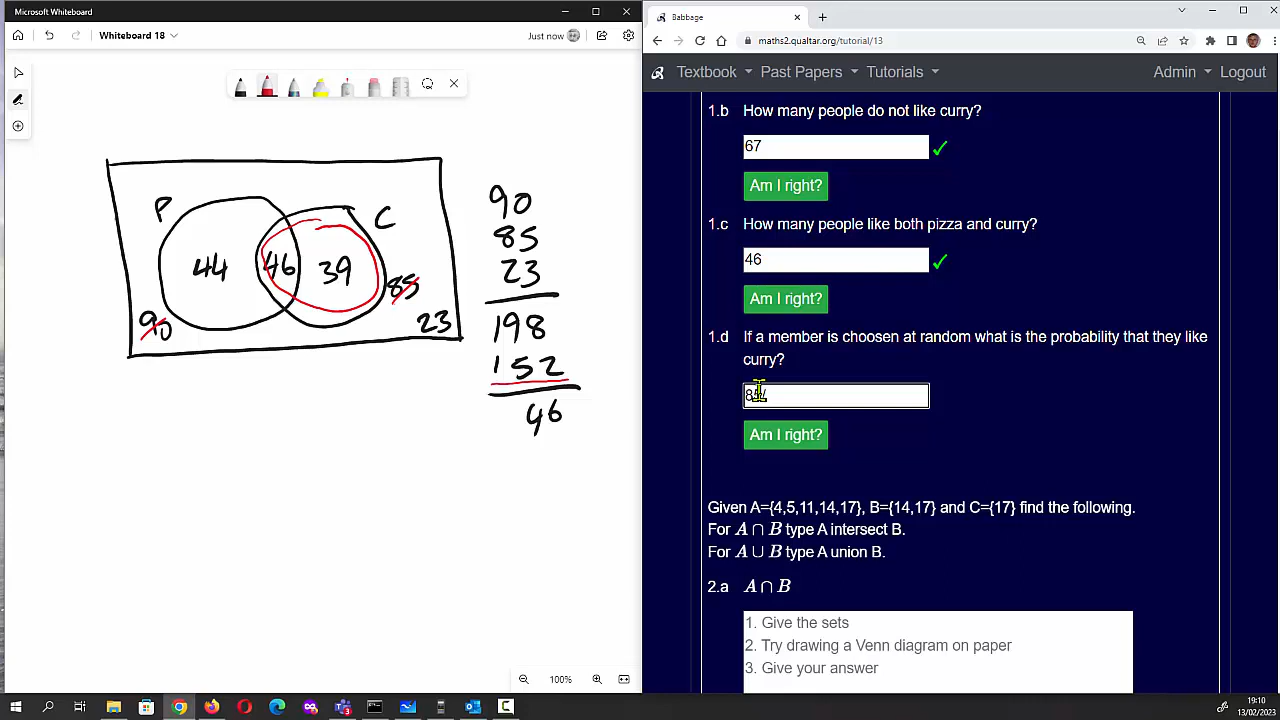 Microsoft Whiteboard
Whiteboard 18
Just now
P
C
44
46
39
90
85
23
90
85
23
198
152
46
100%
Babbage
maths2.qualtar.org/tutorial/13
Textbook
Past Papers
Tutorials
Admin
Logout
1.b How many people do not like curry?
67
Am I right?
1.c How many people like both pizza and curry?
46
Am I right?
1.d If a member is choosen at random what is the probability that they like
curry?
85/
Am I right?
Given A={4,5,11,14,17}, B={14,17} and C={17} find the following.
For A ∩ B type A intersect B.
For A ∪ B type A union B.
2.a A ∩ B
1. Give the sets
2. Try drawing a Venn diagram on paper
3. Give your answer
19:10
13/02/2023